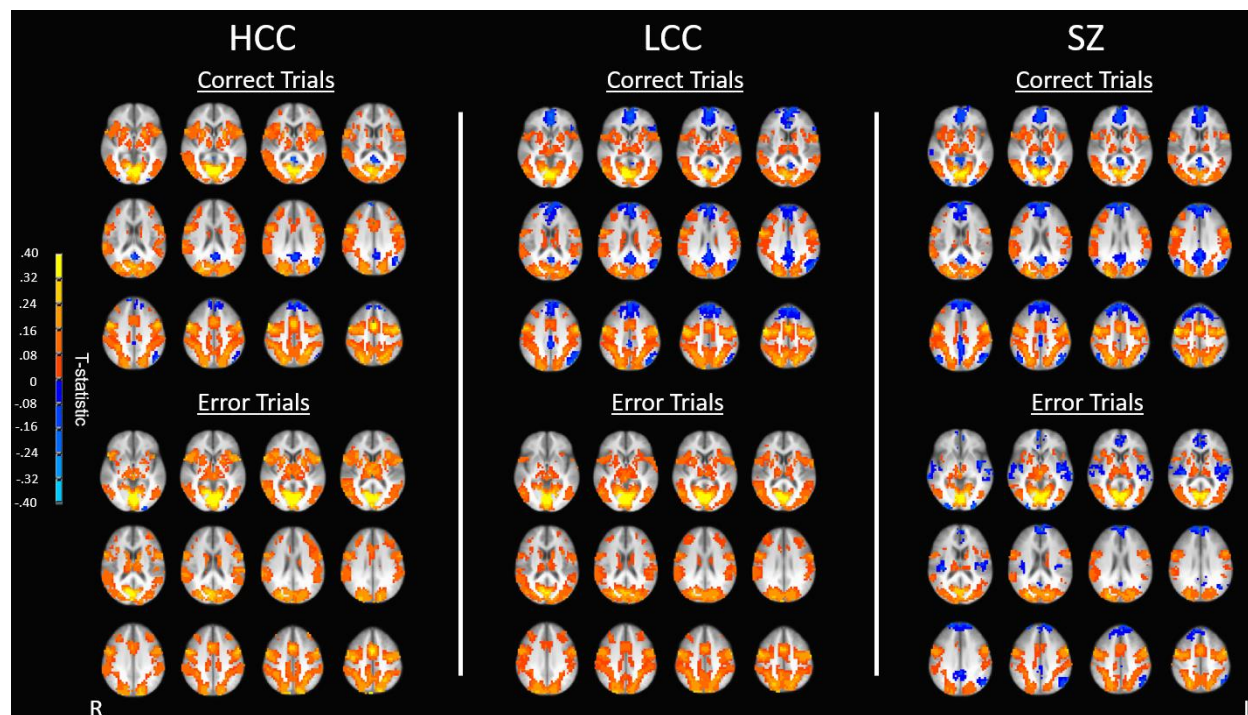 HCC
LCC
SZ
Correct Trials
Correct Trials
Correct Trials
.40
.32
.24
.16
.08
0
-.08
-.16
-.24
-.32
-.40
T-statistic
Error Trials
Error Trials
Error Trials
R